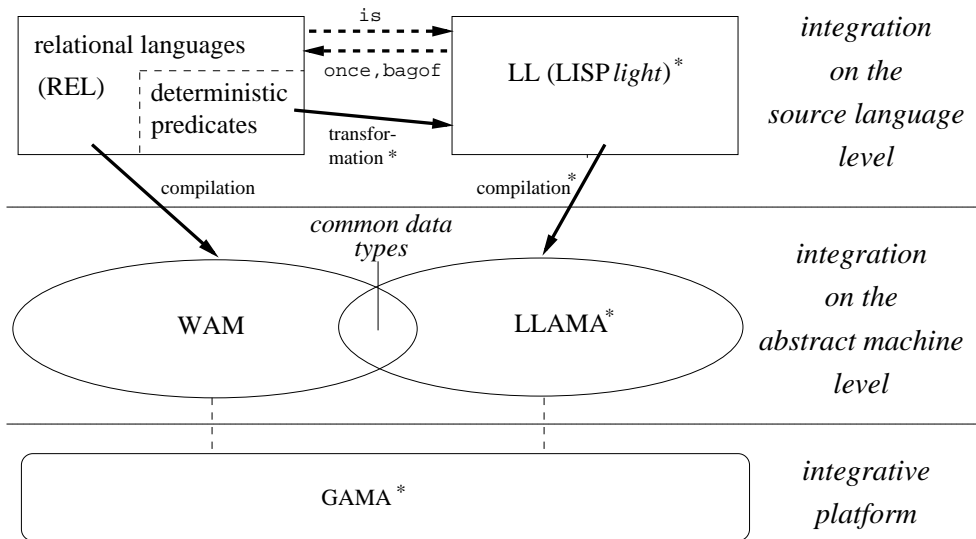 is
relational languages
(REL)
once,bagof
deterministic
predicates
transfor-
mation *
LL (LISP light)*
integration
on the
source language
level
compilation
compilation*
common data
types
WAM
LLAMA*
integration
on the
abstract machine
level
GAMA*
integrative
platform